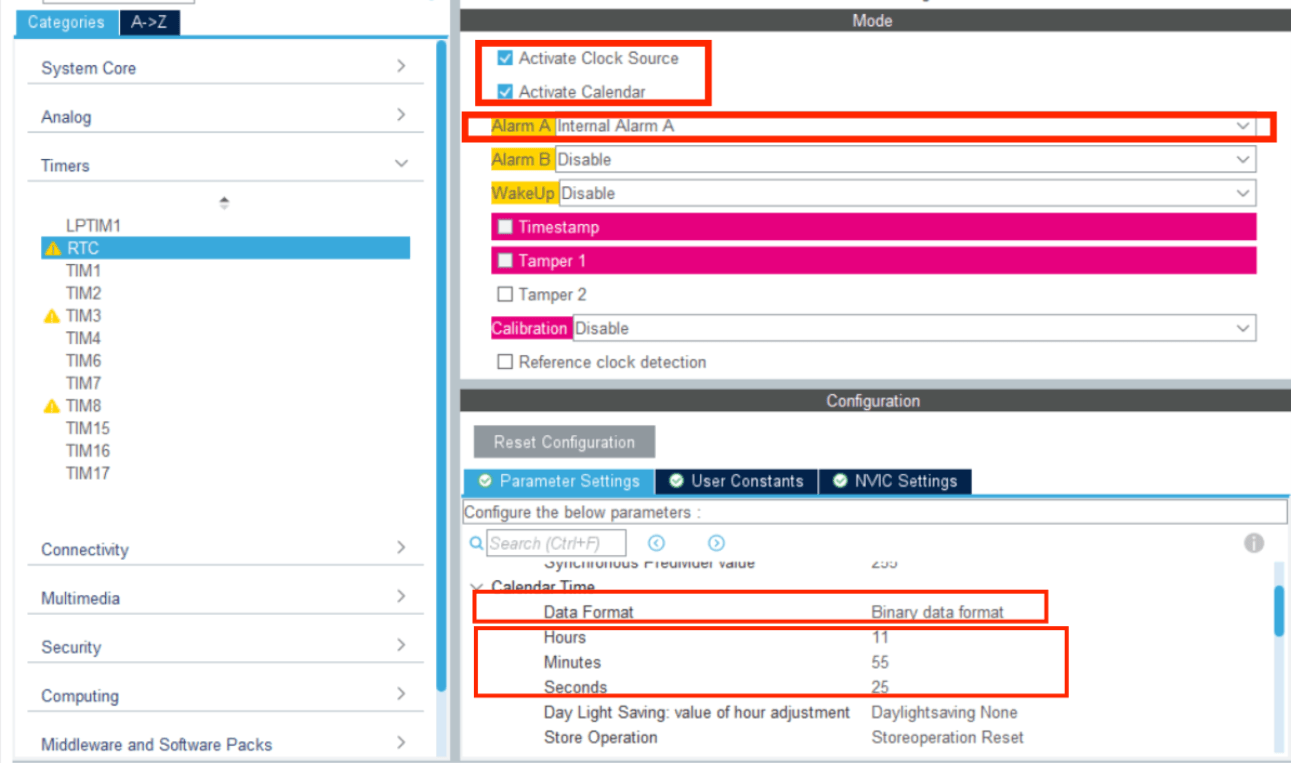 Categories
A->Z
System Core
Analog
Timers
LPTIM1
RTC
TIM1
TIM2
TIM3
TIM4
TIM6
TIM7
TIM8
TIM15
TIM16
TIM17
Connectivity
Multimedia
Security
Computing
Middleware and Software Packs
Mode
Activate Clock Source
Activate Calendar
Alarm A Internal Alarm A
Alarm B Disable
WakeUp Disable
Timestamp
Tamper 1
Tamper 2
Calibration Disable
Reference clock detection
Configuration
Reset Configuration
Parameter Settings User Constants NVIC Settings
Configure the below parameters :
Search (Ctrl+F)
Synchronous Predivider value 255
Calendar Time
Data Format Binary data format
Hours 11
Minutes 55
Seconds 25
Day Light Saving: value of hour adjustment Daylightsaving None
Store Operation Storeoperation Reset